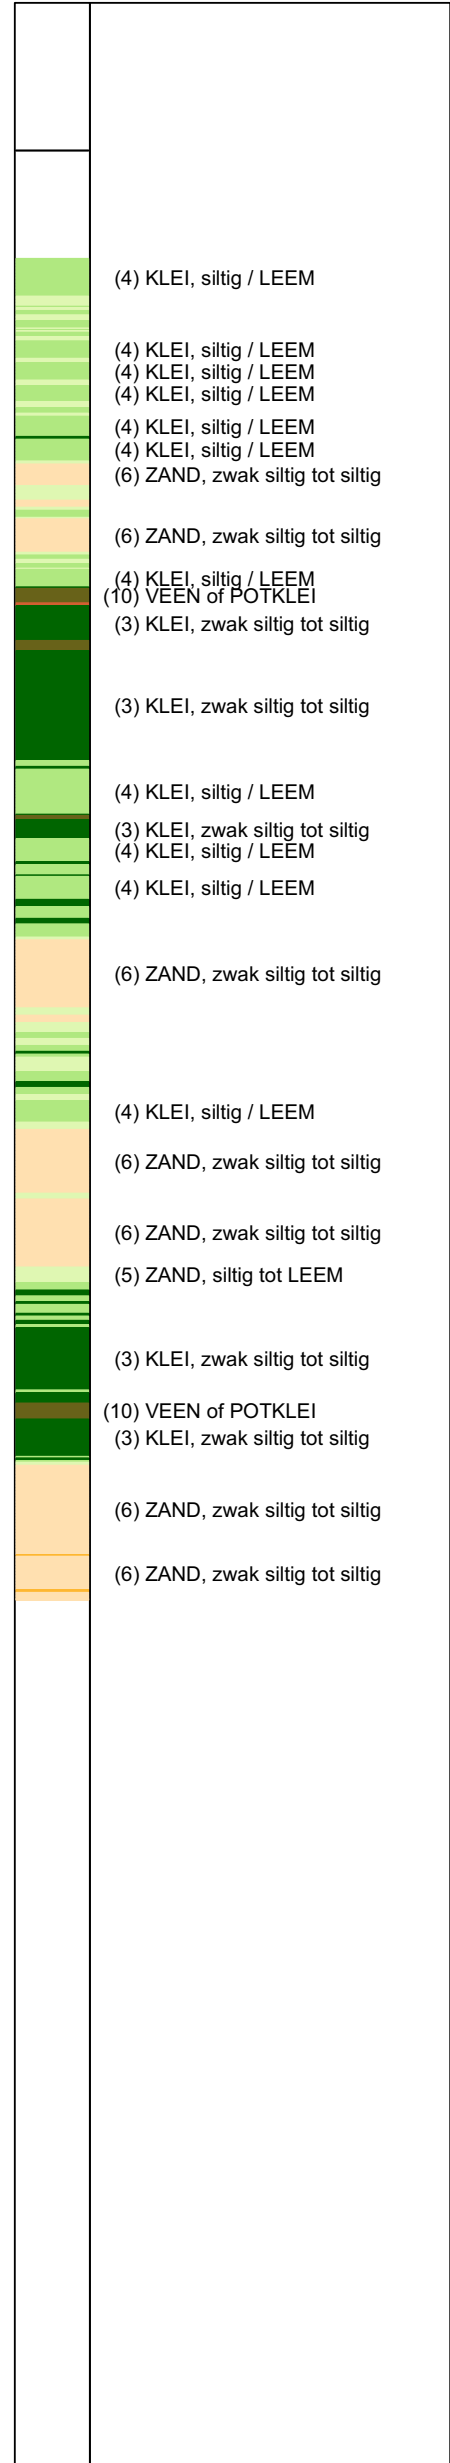 (4) KLEI, siltig / LEEM
(4) KLEI, siltig / LEEM
(4) KLEI, siltig / LEEM
(4) KLEI, siltig / LEEM
(4) KLEI, siltig / LEEM
(4) KLEI, siltig / LEEM
(6) ZAND, zwak siltig tot siltig
(6) ZAND, zwak siltig tot siltig
(4) KLEI, siltig / LEEM
(10) VEEN of POTKLEI
(3) KLEI, zwak siltig tot siltig
(3) KLEI, zwak siltig tot siltig
(4) KLEI, siltig / LEEM
(3) KLEI, zwak siltig tot siltig
(4) KLEI, siltig / LEEM
(4) KLEI, siltig / LEEM
(6) ZAND, zwak siltig tot siltig
(4) KLEI, siltig / LEEM
(6) ZAND, zwak siltig tot siltig
(6) ZAND, zwak siltig tot siltig
(5) ZAND, siltig tot LEEM
(3) KLEI, zwak siltig tot siltig
(10) VEEN of POTKLEI
(3) KLEI, zwak siltig tot siltig
(6) ZAND, zwak siltig tot siltig
(6) ZAND, zwak siltig tot siltig